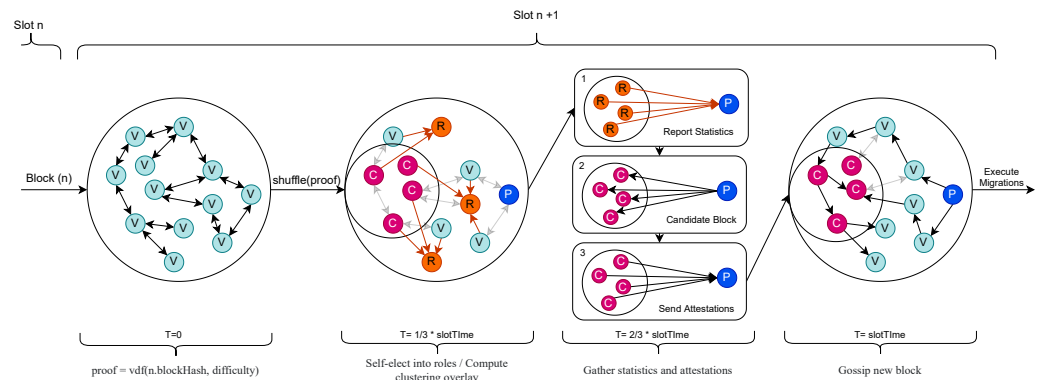 Slot n
Slot n +1
Block (n)
V
V
V
V
V
V
V
V
V
V
V
V
V
shuffle(proof)
V
R
C
C
V
C
R
P
C
V
V
R
1
R
R
R
R
P
Report Statistics
2
C
C
C
C
P
Candidate Block
3
C
C
C
C
P
Send Attestations
V
V
C
V
C
C
V
P
C
V
V
V
V
Execute
Migrations
T=0
T= 1/3 * slotTIme
T= 2/3 * slotTIme
T= slotTIme
proof = vdf(n.blockHash, difficulty)
Self-elect into roles / Compute
clustering overlay
Gather statistics and attestations
Gossip new block